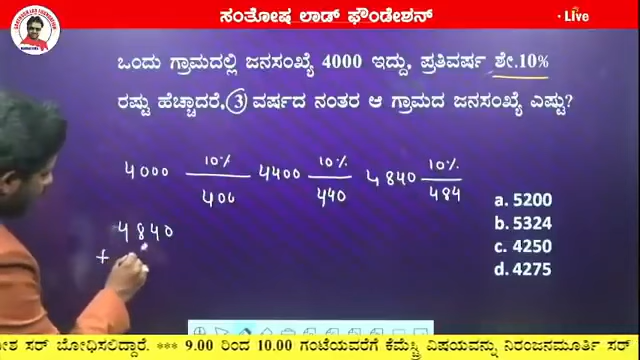 ಸಂತೋಷ ಲಾಡ್ ಫೌಂಡೇಶನ್
Live
ಒಂದು ಗ್ರಾಮದಲ್ಲಿ ಜನಸಂಖ್ಯೆ 4000 ಇದ್ದು, ಪ್ರತಿವರ್ಷ ಶೇ.10%
ರಷ್ಟು ಹೆಚ್ಚಾದರೆ, 3 ವರ್ಷದ ನಂತರ ಆ ಗ್ರಾಮದ ಜನಸಂಖ್ಯೆ ಎಷ್ಟು?
4000 10% 4400 10% 4840 10%
400 440 484
4840
+
a. 5200
b. 5324
c. 4250
d. 4275
ಶ ಸರ್ ಬೋಧಿಸಲಿದ್ದಾರೆ. *** 9.00 ರಿಂದ 10.00 ಗಂಟೆಯವರೆಗೆ ಕೆಮೆಸ್ಟ್ರಿ ವಿಷಯವನ್ನು ನಿರಂಜನಮೂರ್ತಿ ಸರ್